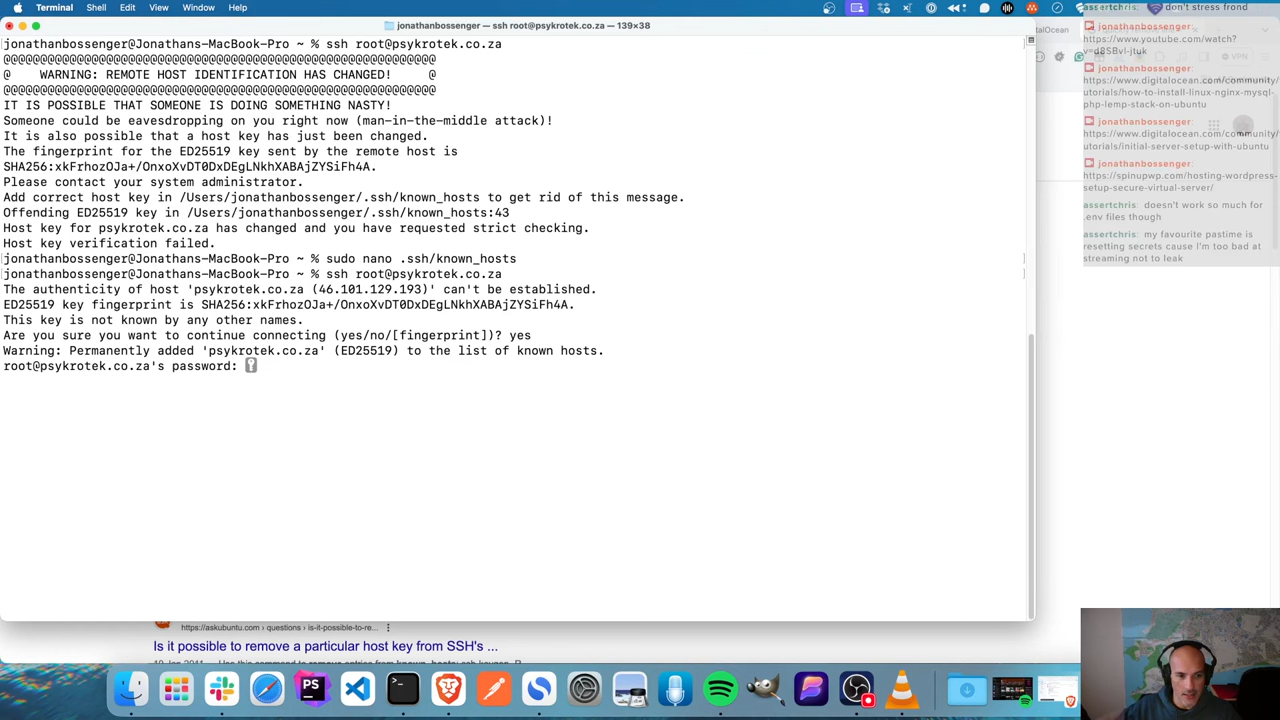 Terminal Shell Edit View Window Help
jonathanbossenger — ssh root@psykrotek.co.za — 139×38
jonathanbossenger@Jonathans-MacBook-Pro ~ % ssh root@psykrotek.co.za
@@@@@@@@@@@@@@@@@@@@@@@@@@@@@@@@@@@@@@@@@@@@@@@@@@@@@@@@@@@
@    WARNING: REMOTE HOST IDENTIFICATION HAS CHANGED!     @
@@@@@@@@@@@@@@@@@@@@@@@@@@@@@@@@@@@@@@@@@@@@@@@@@@@@@@@@@@@
IT IS POSSIBLE THAT SOMEONE IS DOING SOMETHING NASTY!
Someone could be eavesdropping on you right now (man-in-the-middle attack)!
It is also possible that a host key has just been changed.
The fingerprint for the ED25519 key sent by the remote host is
SHA256:xkFrhozOJa+/OnxoXvDT0DxDEgLNkhXABAjZYSiFh4A.
Please contact your system administrator.
Add correct host key in /Users/jonathanbossenger/.ssh/known_hosts to get rid of this message.
Offending ED25519 key in /Users/jonathanbossenger/.ssh/known_hosts:43
Host key for psykrotek.co.za has changed and you have requested strict checking.
Host key verification failed.
jonathanbossenger@Jonathans-MacBook-Pro ~ % sudo nano .ssh/known_hosts
jonathanbossenger@Jonathans-MacBook-Pro ~ % ssh root@psykrotek.co.za
The authenticity of host 'psykrotek.co.za (46.101.129.193)' can't be established.
ED25519 key fingerprint is SHA256:xkFrhozOJa+/OnxoXvDT0DxDEgLNkhXABAjZYSiFh4A.
This key is not known by any other names.
Are you sure you want to continue connecting (yes/no/[fingerprint])? yes
Warning: Permanently added 'psykrotek.co.za' (ED25519) to the list of known hosts.
root@psykrotek.co.za's password:
https://askubuntu.com › questions › is-it-possible-to-re...
Is it possible to remove a particular host key from SSH's ...
PS
assertchris: don't stress frond
jonathanbossenger:
https://www.youtube.com/watch?
v=d8SBvl-jtuk
jonathanbossenger:
https://www.digitalocean.com/community/
tutorials/how-to-install-linux-nginx-mysql-
php-lemp-stack-on-ubuntu
jonathanbossenger:
https://www.digitalocean.com/community/
tutorials/initial-server-setup-with-ubuntu
jonathanbossenger:
https://spinupwp.com/hosting-wordpress-
setup-secure-virtual-server/
assertchris: doesn't work so much for
.env files though
assertchris: my favourite pastime is
resetting secrets cause I'm too bad at
streaming not to leak
VPN